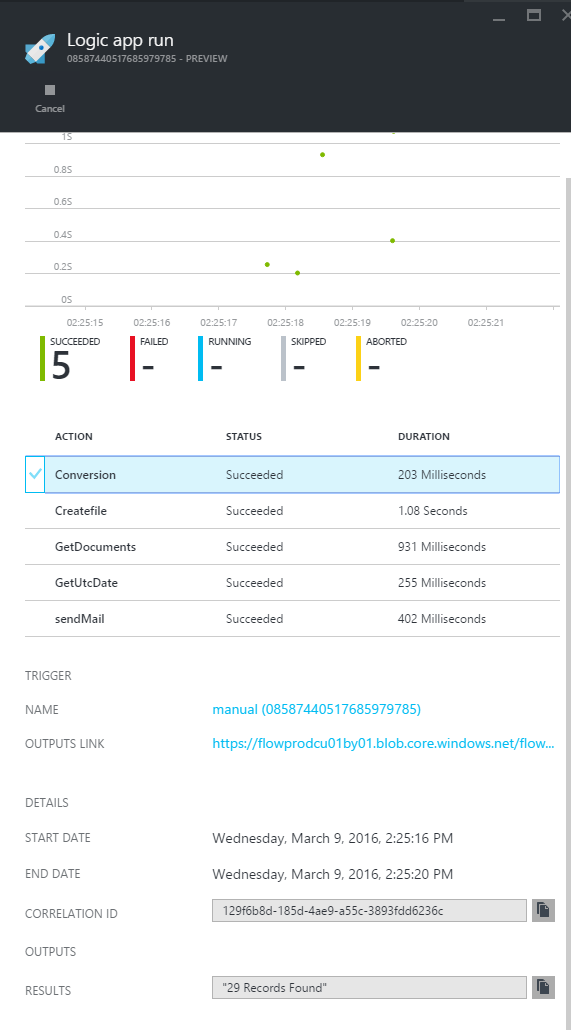 Logic app run
08587440517685979785 - PREVIEW
Cancel
1S
0.8S
0.6S
0.4S
0.2S
0S
02:25:15 02:25:16 02:25:17 02:25:18 02:25:19 02:25:20 02:25:21
SUCCEEDED FAILED RUNNING SKIPPED ABORTED
5 - - - -
ACTION STATUS DURATION
Conversion Succeeded 203 Milliseconds
Createfile Succeeded 1.08 Seconds
GetDocuments Succeeded 931 Milliseconds
GetUtcDate Succeeded 255 Milliseconds
sendMail Succeeded 402 Milliseconds
TRIGGER
NAME manual (08587440517685979785)
OUTPUTS LINK https://flowprodcu01by01.blob.core.windows.net/flow...
DETAILS
START DATE Wednesday, March 9, 2016, 2:25:16 PM
END DATE Wednesday, March 9, 2016, 2:25:20 PM
CORRELATION ID 129f6b8d-185d-4ae9-a55c-3893fdd6236c
OUTPUTS
RESULTS "29 Records Found"